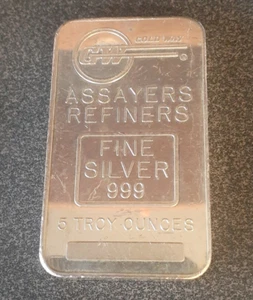 ASSAYERS
REFINERS
FINE
SILVER
999
5 TROY OUNCES